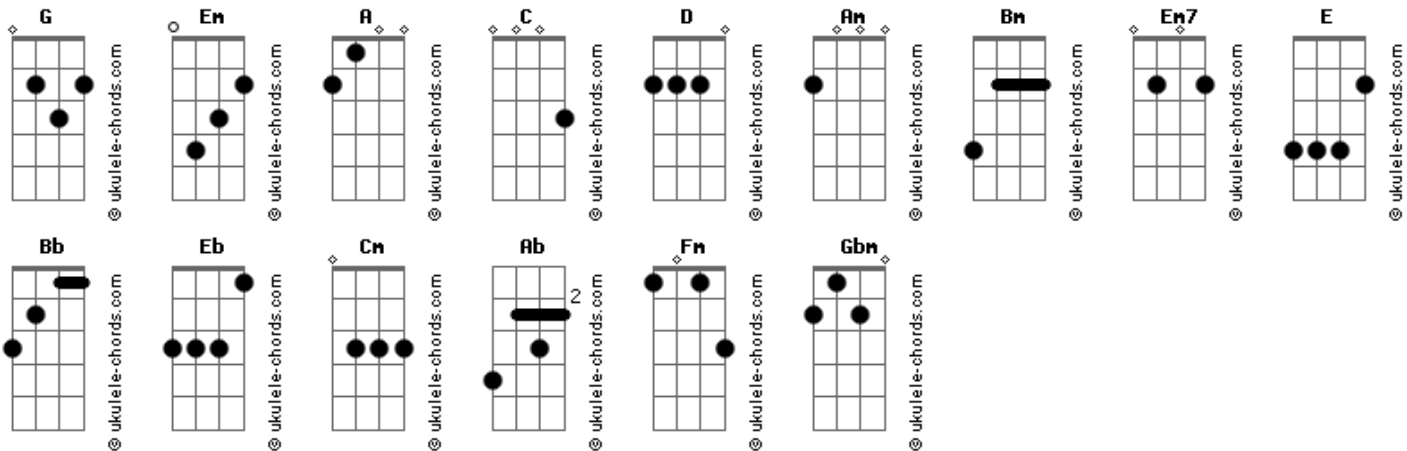 G Em A C D Am Bm Em7 E
© ukulele-chords.com © ukulele-chords.com © ukulele-chords.com © ukulele-chords.com © ukulele-chords.com © ukulele-chords.com © ukulele-chords.com © ukulele-chords.com © ukulele-chords.com
Bb Eb Cm Ab Fm Gbm
2
© ukulele-chords.com © ukulele-chords.com © ukulele-chords.com © ukulele-chords.com © ukulele-chords.com © ukulele-chords.com